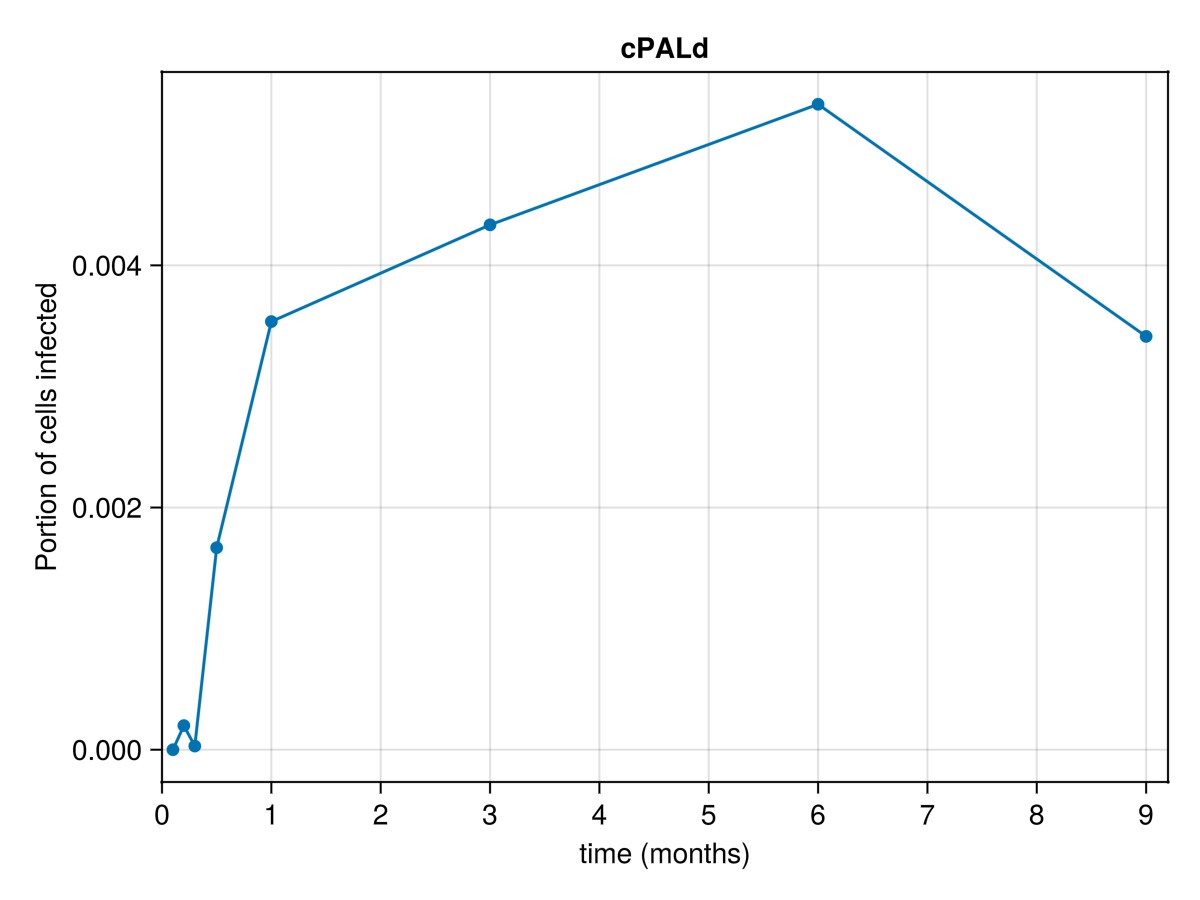 cPALd
Portion of cells infected
0.004
0.002
0.000
0 1 2 3 4 5 6 7 8 9
time (months)